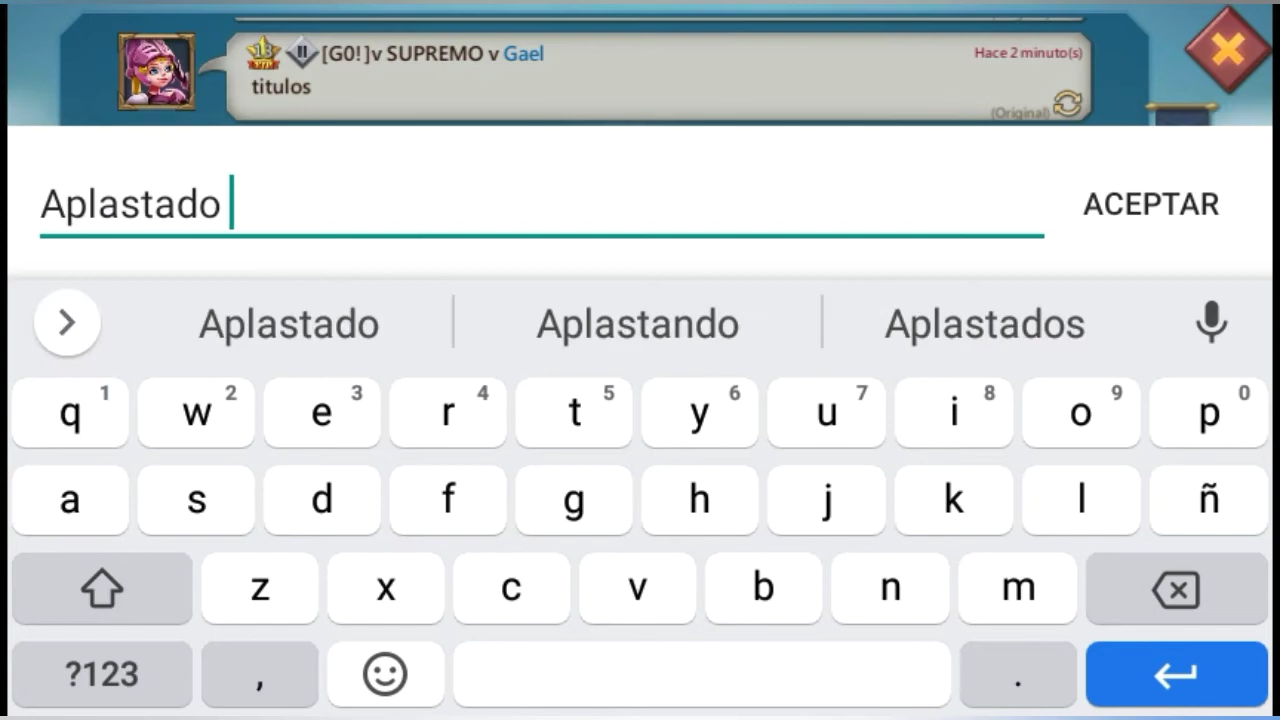 [G0!]v SUPREMO v Gael
Hace 2 minuto(s)
titulos
(Original)
Aplastado
ACEPTAR
Aplastado Aplastando Aplastados
q 1 w 2 e 3 r 4 t 5 y 6 u 7 i 8 o 9 p 0
a s d f g h j k l ñ
z x c v b n m
?123 , .